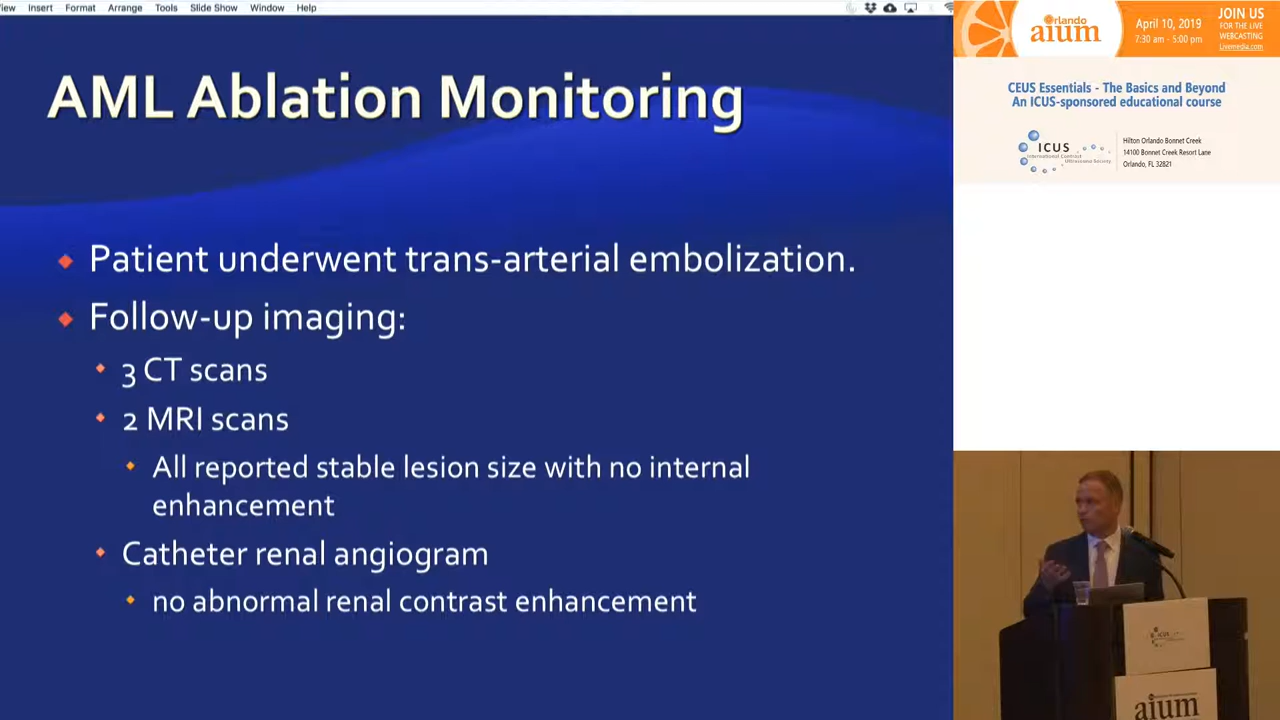 iew Insert Format Arrange Tools Slide Show Window Help
AML Ablation Monitoring
Patient underwent trans-arterial embolization.
Follow-up imaging:
3 CT scans
2 MRI scans
All reported stable lesion size with no internal
enhancement
Catheter renal angiogram
no abnormal renal contrast enhancement
Orlando
aium
April 10, 2019
7:30 am - 5:00 pm
JOIN US
FOR THE LIVE
WEBCASTING
CEUS Essentials - The Basics and Beyond
An ICUS-sponsored educational course
ICUS
International Contrast
Ultrasound Society
Hilton Orlando Bonnet Creek
14100 Bonnet Creek Resort Lane
Orlando, FL 32821
aium